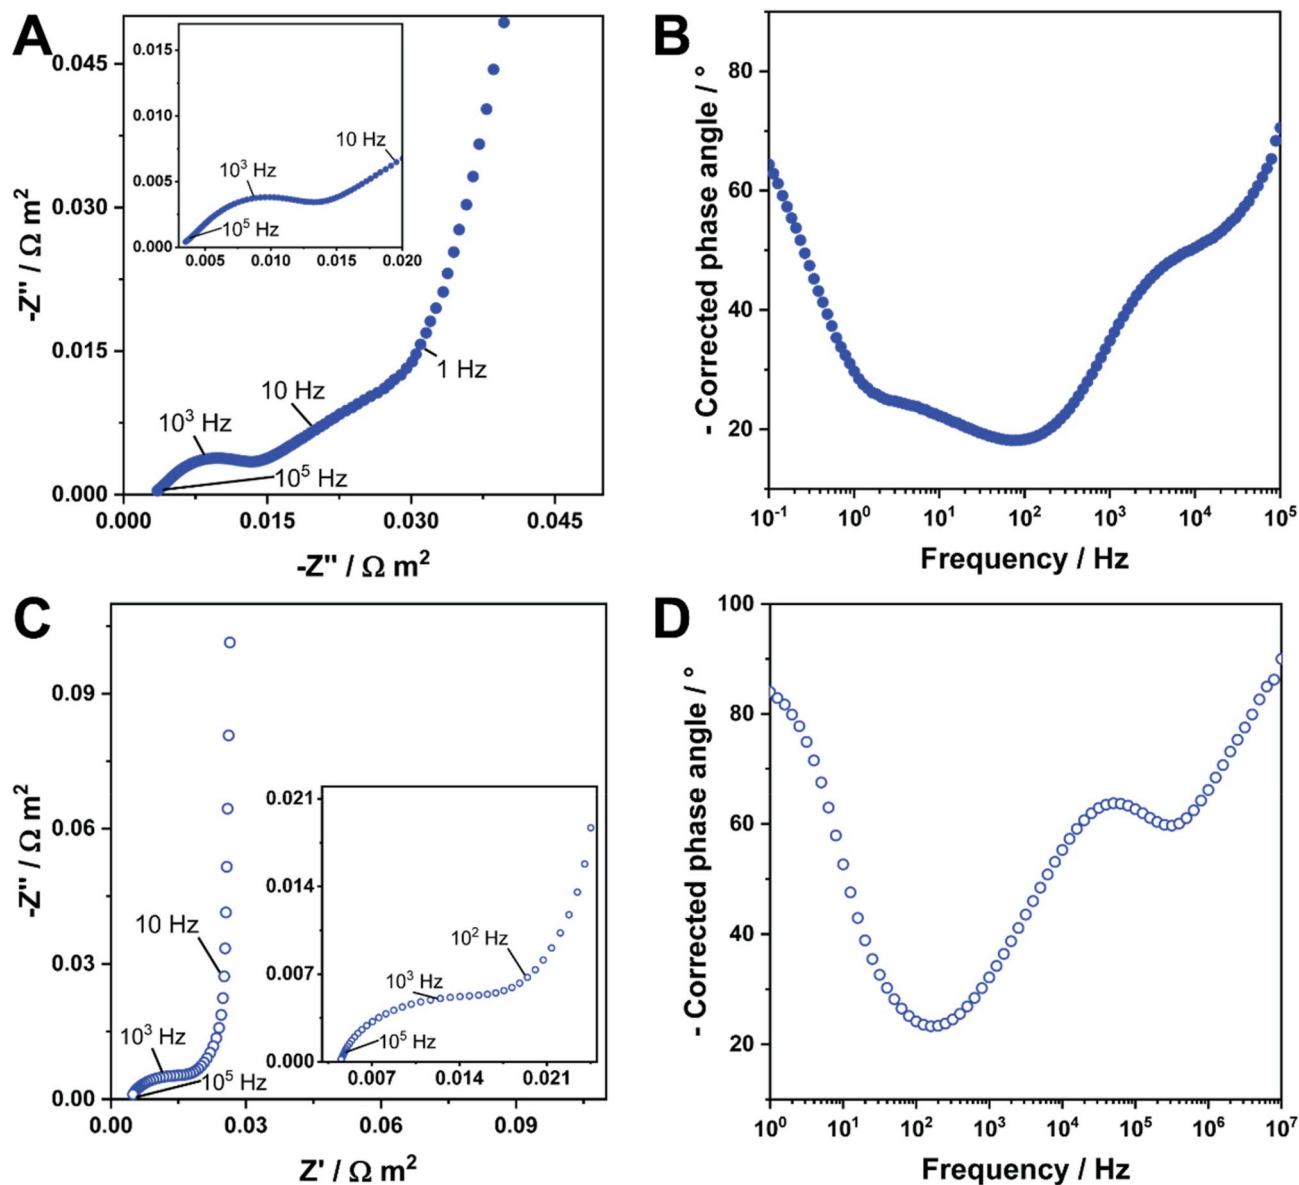 A
-Z'' / Ω m²
0.045
0.030
0.015
0.000
0.000 0.015 0.030 0.045
-Z'' / Ω m²
10³ Hz
10 Hz
1 Hz
10⁵ Hz
0.015
0.010
0.005
0.000
0.005 0.010 0.015 0.020
10³ Hz
10 Hz
10⁵ Hz
B
- Corrected phase angle / °
80
60
40
20
10⁻¹ 10⁰ 10¹ 10² 10³ 10⁴ 10⁵
Frequency / Hz
C
-Z'' / Ω m²
0.09
0.06
0.03
0.00
0.00 0.03 0.06 0.09
Z' / Ω m²
10 Hz
10³ Hz
10⁵ Hz
0.021
0.014
0.007
0.000
0.007 0.014 0.021
10² Hz
10³ Hz
10⁵ Hz
D
- Corrected phase angle / °
100
80
60
40
20
10⁰ 10¹ 10² 10³ 10⁴ 10⁵ 10⁶ 10⁷
Frequency / Hz